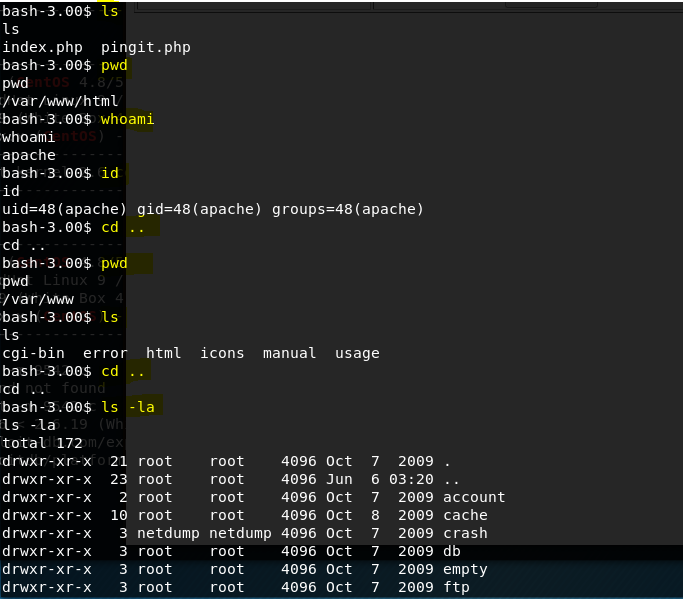 bash-3.00$ ls
ls
index.php  pingit.php
bash-3.00$ pwd
pwd
/var/www/html
bash-3.00$ whoami
whoami
apache
bash-3.00$ id
id
uid=48(apache) gid=48(apache) groups=48(apache)
bash-3.00$ cd ..
cd ..
bash-3.00$ pwd
pwd
/var/www
bash-3.00$ ls
ls
cgi-bin  error  html  icons  manual  usage
bash-3.00$ cd ..
cd ..
bash-3.00$ ls -la
ls -la
total 172
drwxr-xr-x  21 root    root    4096 Oct  7  2009 .
drwxr-xr-x  23 root    root    4096 Jun  6 03:20 ..
drwxr-xr-x   2 root    root    4096 Oct  7  2009 account
drwxr-xr-x  10 root    root    4096 Oct  8  2009 cache
drwxr-xr-x   3 netdump netdump 4096 Oct  7  2009 crash
drwxr-xr-x   3 root    root    4096 Oct  7  2009 db
drwxr-xr-x   3 root    root    4096 Oct  7  2009 empty
drwxr-xr-x   3 root    root    4096 Oct  7  2009 ftp